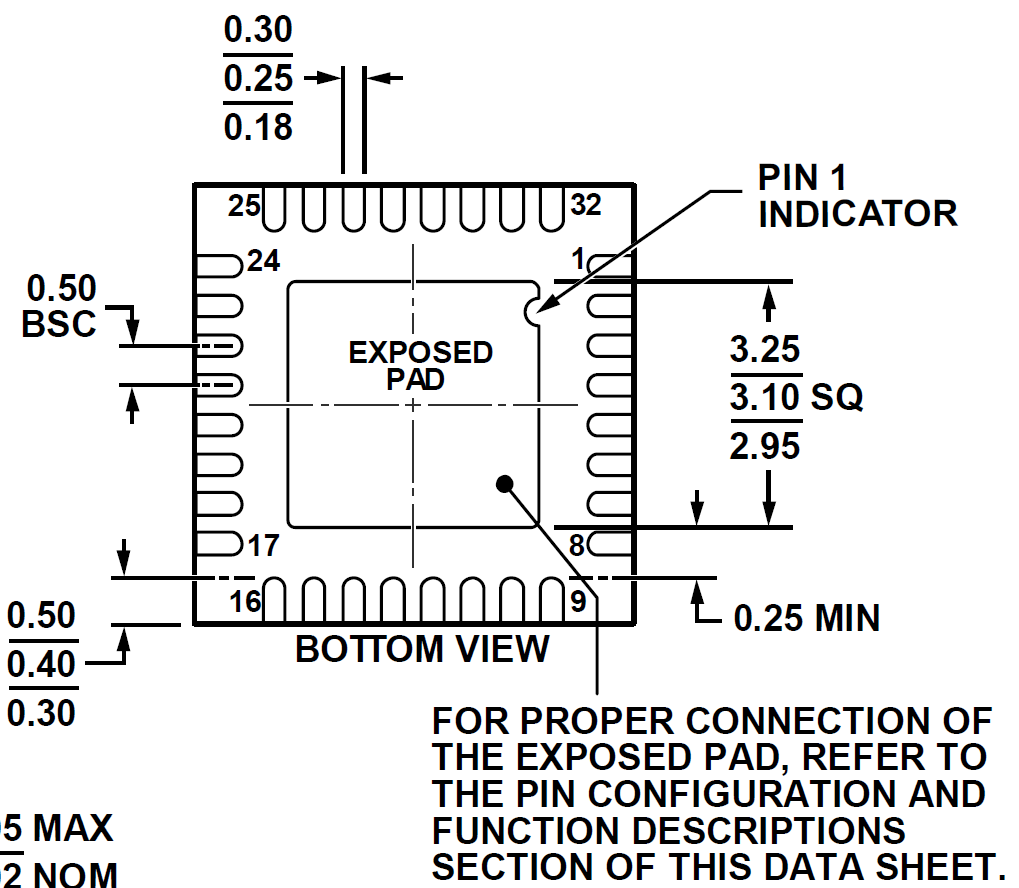 0.30
0.25
0.18
PIN 1
INDICATOR
25
32
24
1
0.50
BSC
EXPOSED
PAD
3.25
3.10 SQ
2.95
17
8
16
9
0.50
0.40
0.30
0.25 MIN
BOTTOM VIEW
FOR PROPER CONNECTION OF
THE EXPOSED PAD, REFER TO
THE PIN CONFIGURATION AND
FUNCTION DESCRIPTIONS
SECTION OF THIS DATA SHEET.
5 MAX
2 NOM